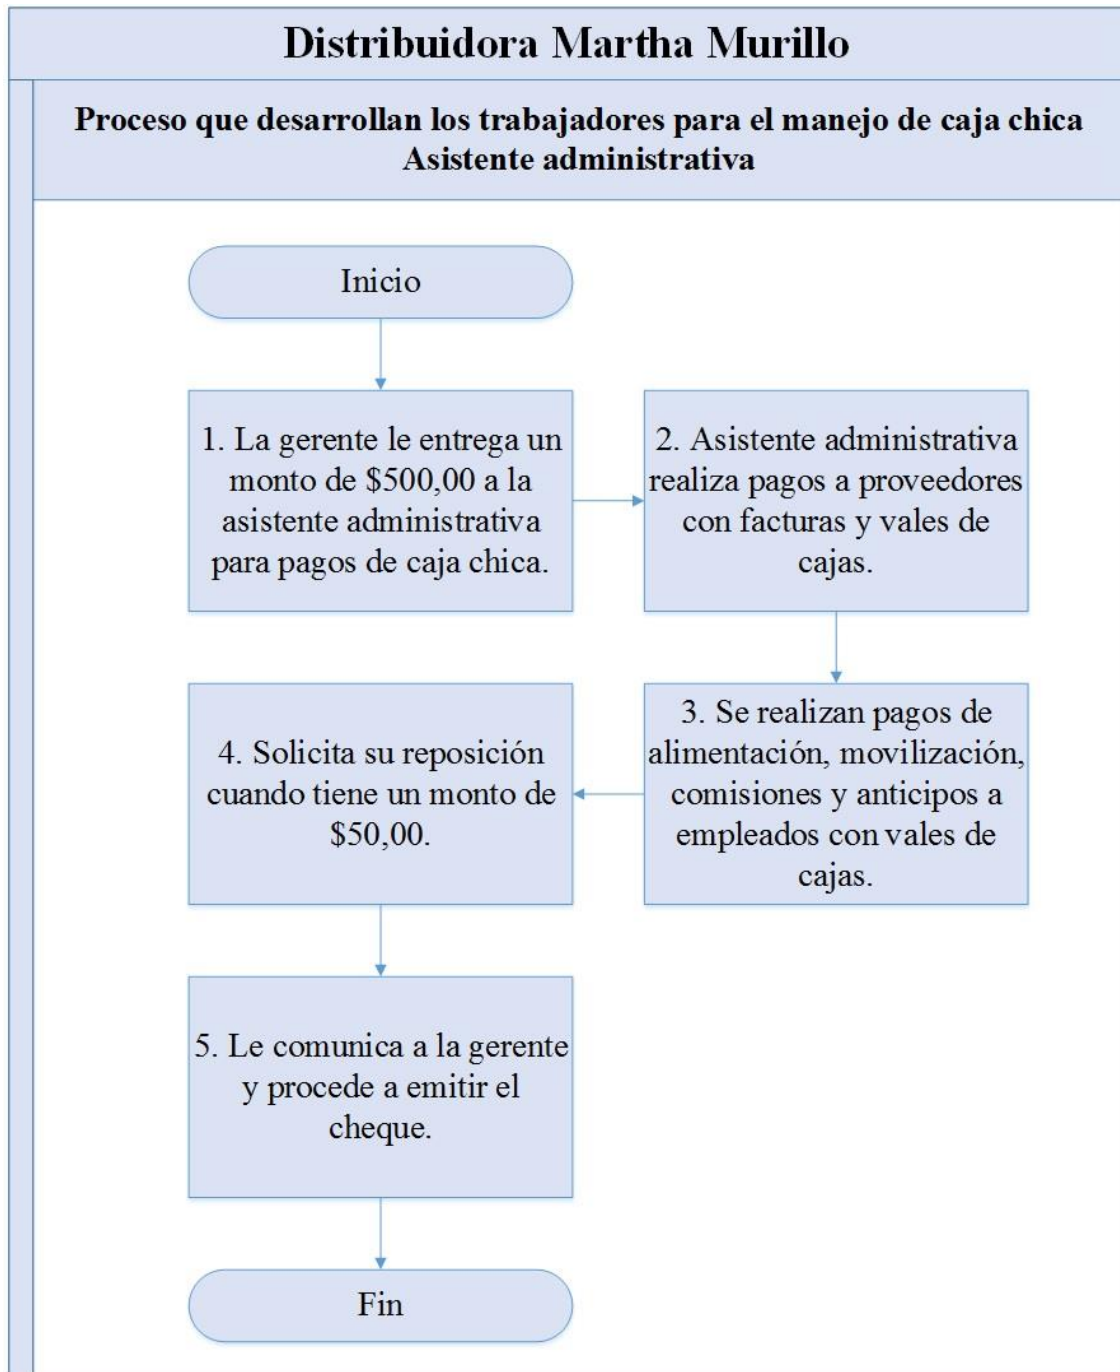 Distribuidora Martha Murillo
Proceso que desarrollan los trabajadores para el manejo de caja chica
Asistente administrativa
Inicio
1. La gerente le entrega un
monto de $500,00 a la
asistente administrativa
para pagos de caja chica.
2. Asistente administrativa
realiza pagos a proveedores
con facturas y vales de
cajas.
3. Se realizan pagos de
alimentación, movilización,
comisiones y anticipos a
empleados con vales de
cajas.
4. Solicita su reposición
cuando tiene un monto de
$50,00.
5. Le comunica a la gerente
y procede a emitir el
cheque.
Fin